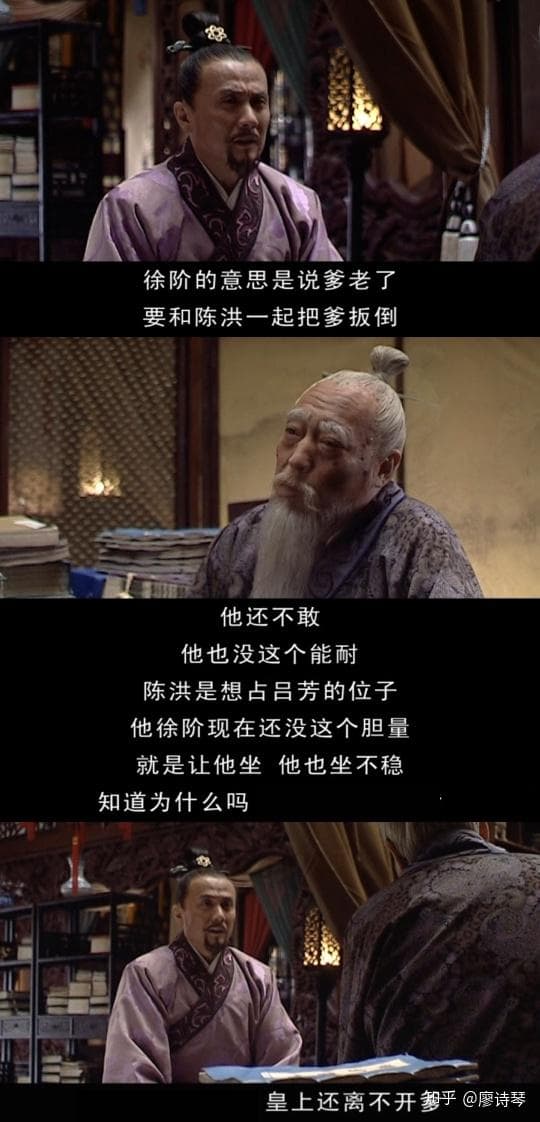 徐阶的意思是说爹老了
要和陈洪一起把爹扳倒
他还不敢
他也没这个能耐
陈洪是想占吕芳的位子
他徐阶现在还没这个胆量
就是让他坐 他也坐不稳
知道为什么吗
皇上还离不开爹
知乎 @廖诗琴